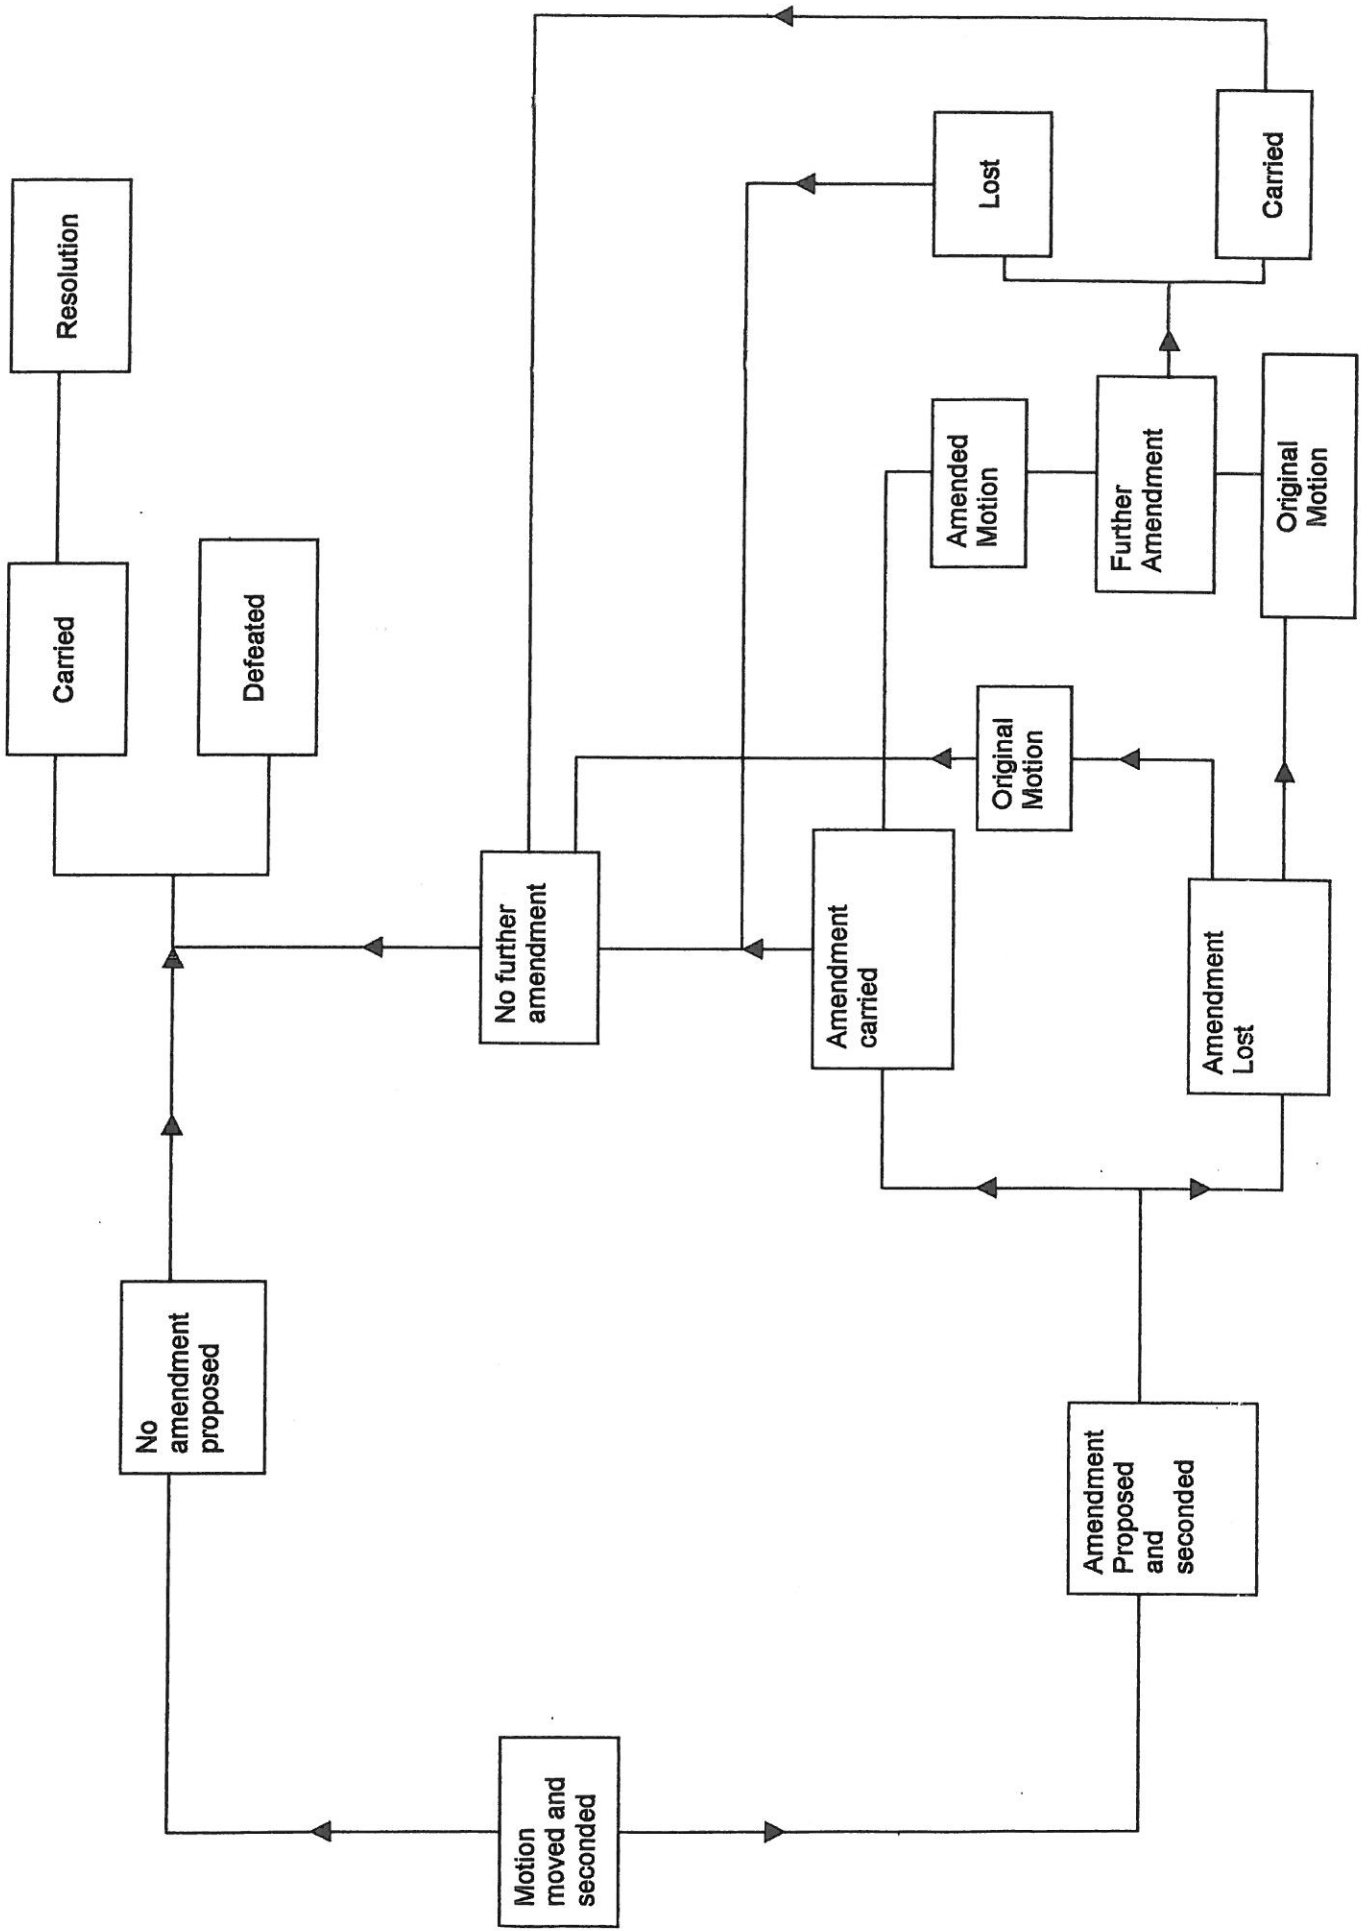 Motion
moved and
seconded
No
amendment
proposed
Amendment
Proposed
and
seconded
Carried
Resolution
Defeated
No further
amendment
Amendment
carried
Amendment
Lost
Original
Motion
Amended
Motion
Further
Amendment
Original
Motion
Lost
Carried